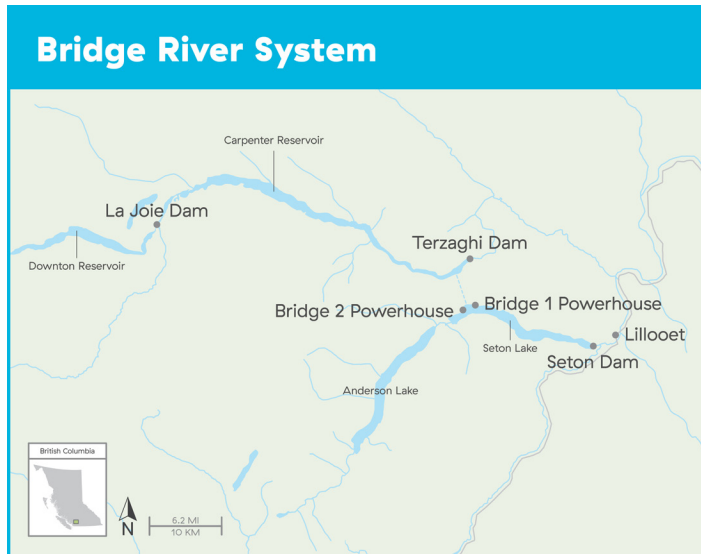 Bridge River System
Carpenter Reservoir
La Joie Dam
Terzaghi Dam
Downton Reservoir
Bridge 1 Powerhouse
Bridge 2 Powerhouse
Lillooet
Seton Lake
Seton Dam
Anderson Lake
British Columbia
N
6.2 MI
10 KM